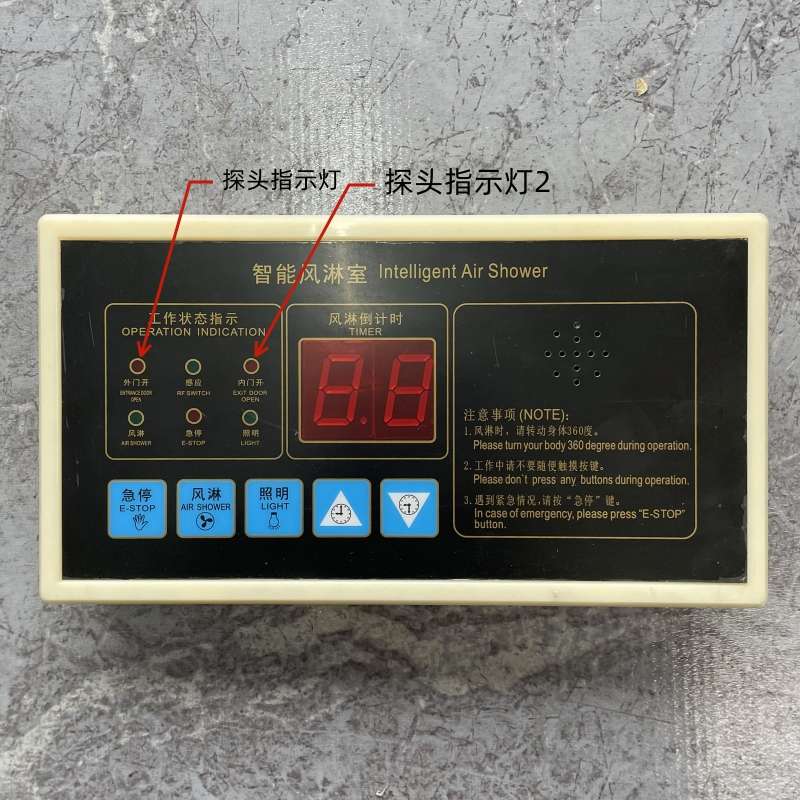 探头指示灯
探头指示灯2
智能风淋室 Intelligent Air Shower
工作状态指示
OPERATION INDICATION
外门开
ENTRANCE DOOR
OPEN
感应
RF SWITCH
内门开
EXIT DOOR
OPEN
风淋
AIR SHOWER
急停
E-STOP
照明
LIGHT
风淋倒计时
TIMER
8.8
注意事项 (NOTE):
1.风淋时，请转动身体360度。
Please turn your body 360 degree during operation.
2.工作中请不要随便触摸按键。
Please don't press any buttons during operation.
3.遇到紧急情况，请按“急停”键。
In case of emergency, please press "E-STOP"
button.
急停
E-STOP
风淋
AIR SHOWER
照明
LIGHT